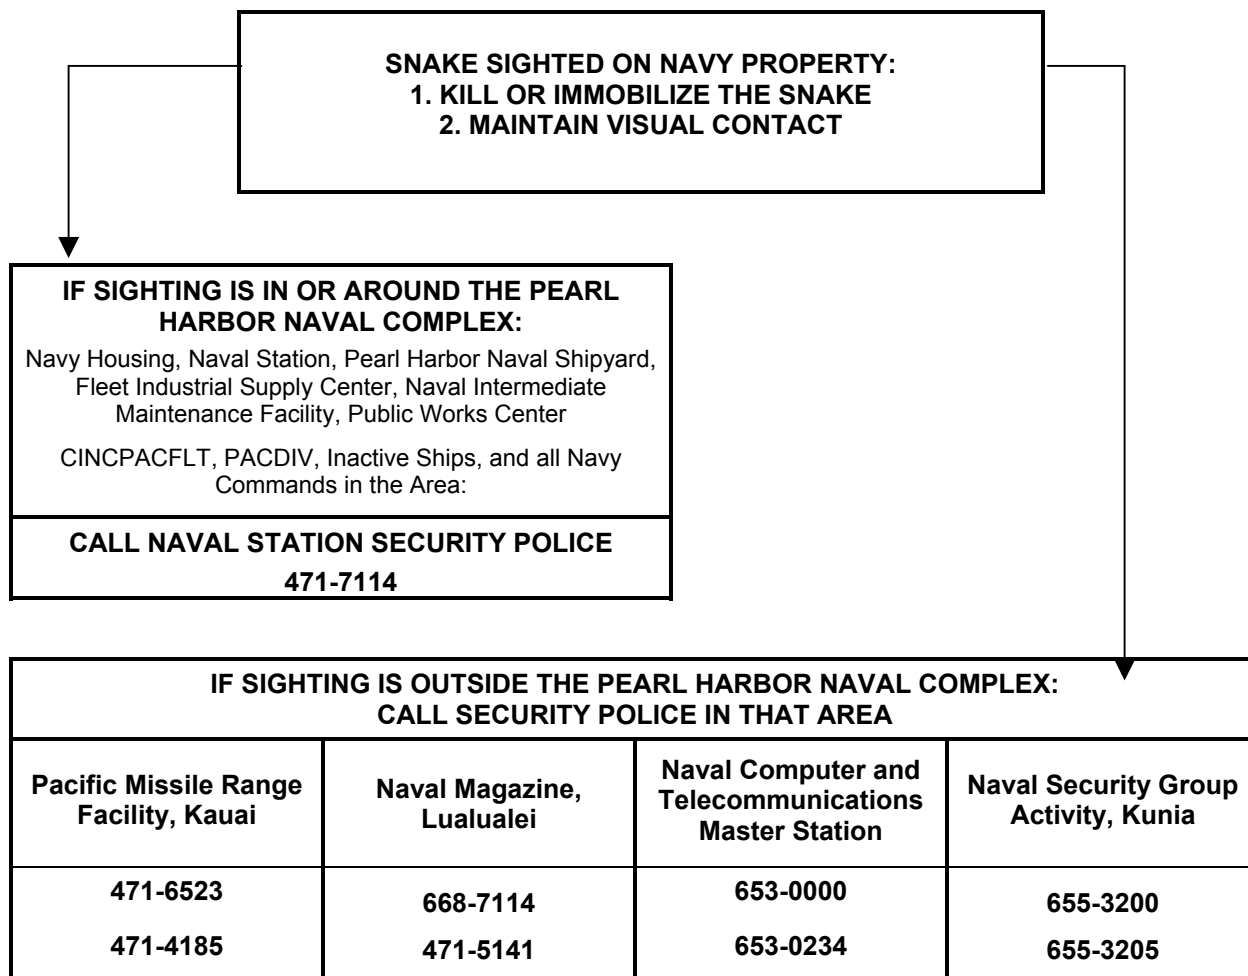 SNAKE SIGHTED ON NAVY PROPERTY:
1. KILL OR IMMOBILIZE THE SNAKE
2. MAINTAIN VISUAL CONTACT
IF SIGHTING IS IN OR AROUND THE PEARL
HARBOR NAVAL COMPLEX:
Navy Housing, Naval Station, Pearl Harbor Naval Shipyard,
Fleet Industrial Supply Center, Naval Intermediate
Maintenance Facility, Public Works Center
CINCPACFLT, PACDIV, Inactive Ships, and all Navy
Commands in the Area:
CALL NAVAL STATION SECURITY POLICE
471-7114
IF SIGHTING IS OUTSIDE THE PEARL HARBOR NAVAL COMPLEX:
CALL SECURITY POLICE IN THAT AREA
Pacific Missile Range
Facility, Kauai
Naval Magazine,
Lualualei
Naval Computer and
Telecommunications
Master Station
Naval Security Group
Activity, Kunia
471-6523
471-4185
668-7114
471-5141
653-0000
653-0234
655-3200
655-3205